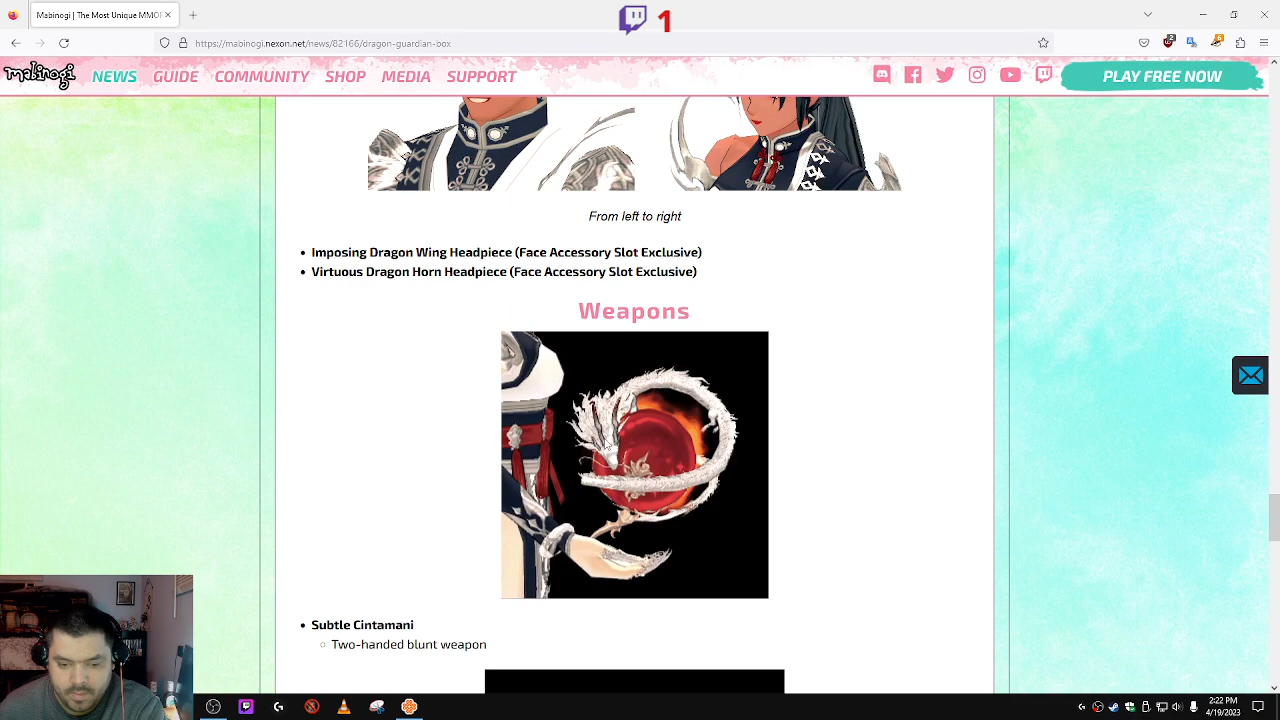 Mabinogi | The Most Unique MMOR
1
https://mabinogi.nexon.net/news/82166/dragon-guardian-box
6
mabinogi
NEWS GUIDE COMMUNITY SHOP MEDIA SUPPORT
PLAY FREE NOW
From left to right
• Imposing Dragon Wing Headpiece (Face Accessory Slot Exclusive)
• Virtuous Dragon Horn Headpiece (Face Accessory Slot Exclusive)
Weapons
• Subtle Cintamani
◦ Two-handed blunt weapon
2:22 PM
4/19/2023